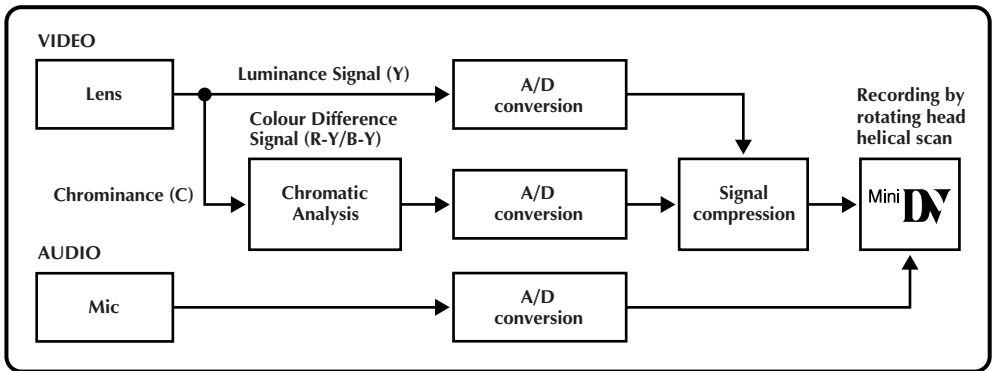 VIDEO
Lens
Luminance Signal (Y)
A/D
conversion
Colour Difference
Signal (R-Y/B-Y)
Chrominance (C)
Chromatic
Analysis
A/D
conversion
Signal
compression
Recording by
rotating head
helical scan
Mini DV
AUDIO
Mic
A/D
conversion